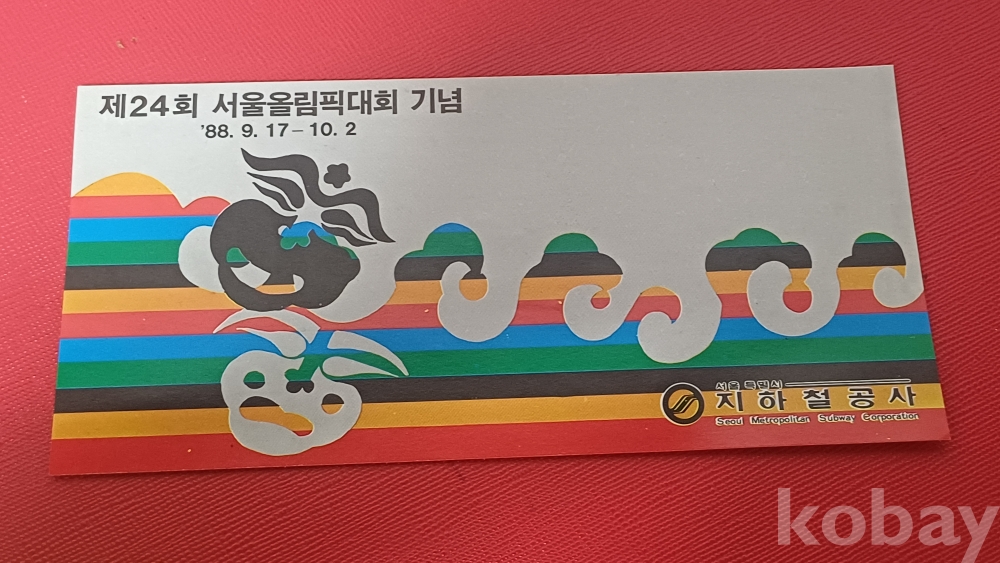 제24회 서울올림픽대회 기념
'88. 9. 17 – 10. 2
서울 특별시
지하철공사
Seoul Metropolitan Subway Corporation
kobay